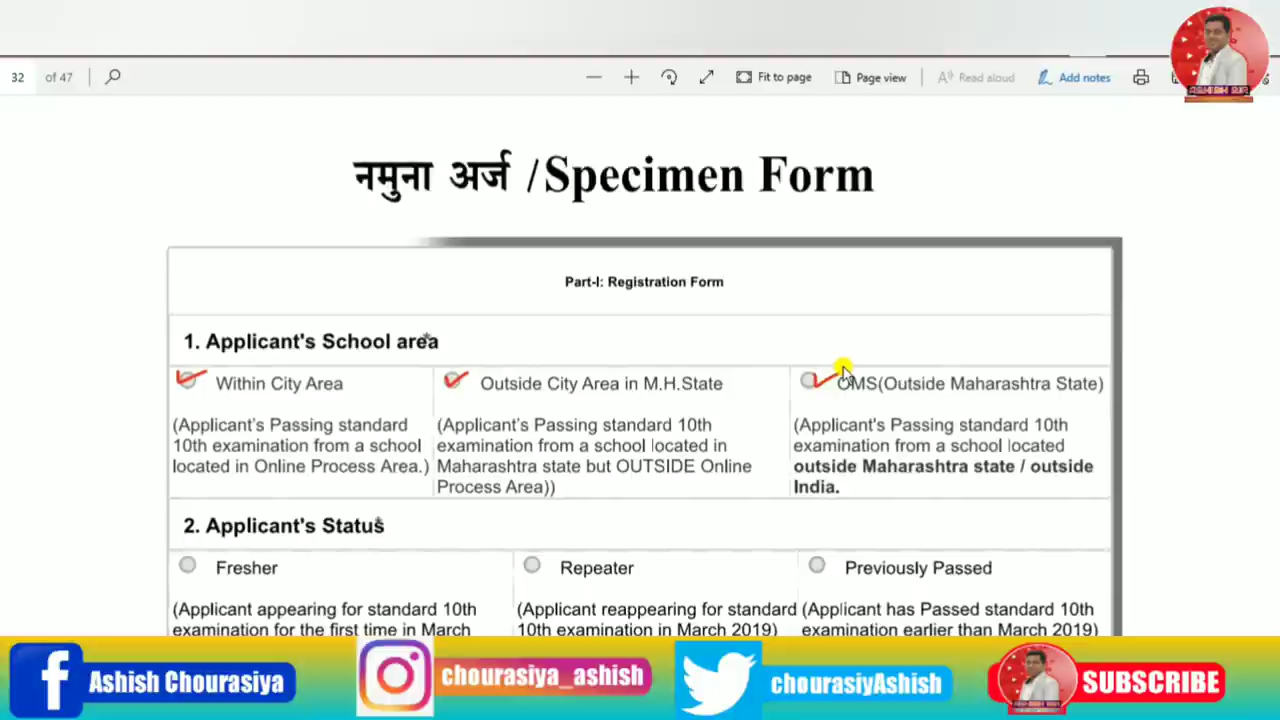 32 of 47 Fit to page Page view Read aloud Add notes
ASHISH SIR
नमुना अर्ज /Specimen Form
Part-I: Registration Form
1. Applicant's School area*
Within City Area
(Applicant's Passing standard
10th examination from a school
located in Online Process Area.)
Outside City Area in M.H.State
(Applicant's Passing standard 10th
examination from a school located in
Maharashtra state but OUTSIDE Online
Process Area))
OMS(Outside Maharashtra State)
(Applicant's Passing standard 10th
examination from a school located
outside Maharashtra state / outside
India.
2. Applicant's Status*
Fresher
(Applicant appearing for standard 10th
examination for the first time in March
Repeater
(Applicant reappearing for standard
10th examination in March 2019)
Previously Passed
(Applicant has Passed standard 10th
examination earlier than March 2019)
Ashish Chourasiya
chourasiya_ashish
chourasiyAshish
SUBSCRIBE